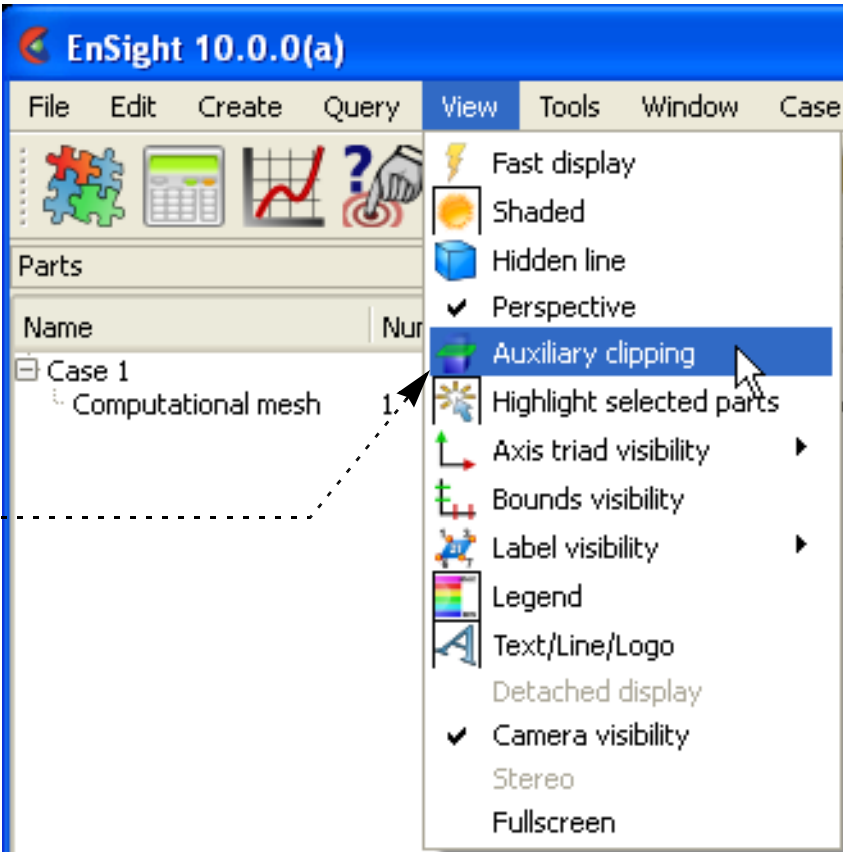 EnSight 10.0.0(a)
File Edit Create Query View Tools Window Case
Parts
Name Nur
Case 1
Computational mesh 1
Fast display
Shaded
Hidden line
Perspective
Auxiliary clipping
Highlight selected parts
Axis triad visibility
Bounds visibility
Label visibility
Legend
Text/Line/Logo
Detached display
Camera visibility
Stereo
Fullscreen